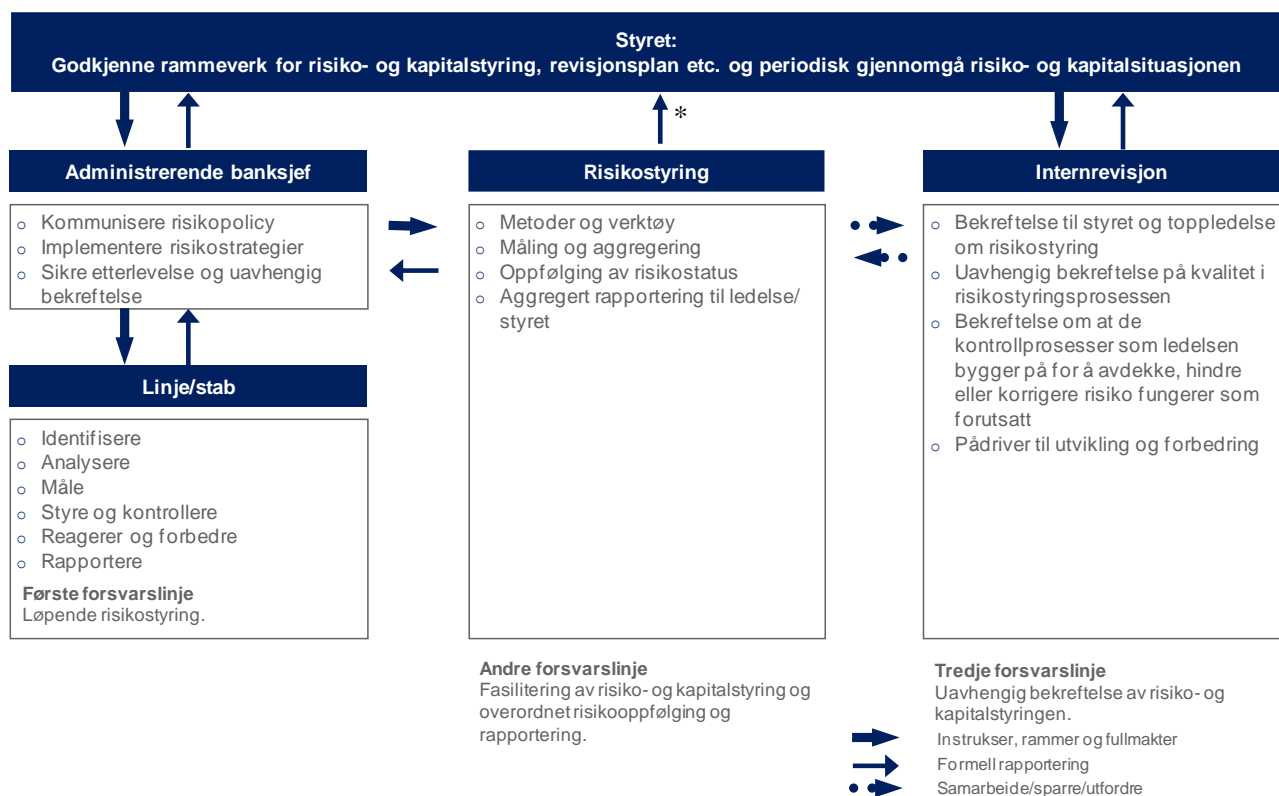 Styret:
Godkjenne rammeverk for risiko- og kapitalstyring, revisjonsplan etc. og periodisk gjennomgå risiko- og kapitalsituasjonen
*
Administrerende banksjef
Kommunisere risikopolicy
Implementere risikostrategier
Sikre etterlevelse og uavhengig
bekreftelse
Linje/stab
Identifisere
Analysere
Måle
Styre og kontrollere
Reagerer og forbedre
Rapportere
Første forsvarslinje
Løpende risikostyring.
Risikostyring
Metoder og verktøy
Måling og aggregering
Oppfølging av risikostatus
Aggregert rapportering til ledelse/
styret
Andre forsvarslinje
Fasilitering av risiko- og kapitalstyring og
overordnet risikooppfølging og
rapportering.
Internrevisjon
Bekreftelse til styret og toppledelse
om risikostyring
Uavhengig bekreftelse på kvalitet i
risikostyringsprosessen
Bekreftelse om at de
kontrollprosesser som ledelsen
bygger på for å avdekke, hindre
eller korrigere risiko fungerer som
forutsatt
Pådriver til utvikling og forbedring
Tredje forsvarslinje
Uavhengig bekreftelse av risiko- og
kapitalstyringen.
Instrukser, rammer og fullmakter
Formell rapportering
Samarbeide/sparre/utfordre